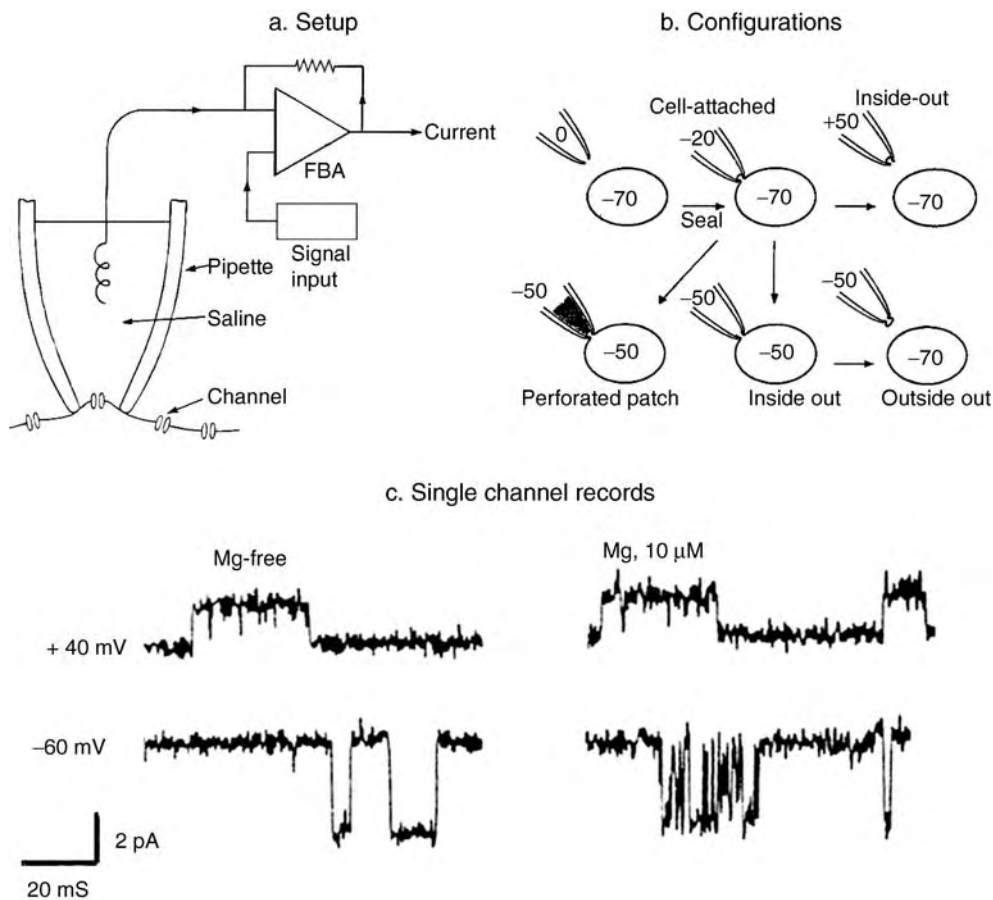 a. Setup
FBA
Current
Signal
input
Pipette
Saline
Channel
b. Configurations
Cell-attached
Inside-out
0
−20
+50
−70
−70
−70
Seal
−50
−50
−50
−50
−50
−70
Perforated patch
Inside out
Outside out
c. Single channel records
Mg-free
Mg, 10 μM
+ 40 mV
−60 mV
2 pA
20 mS